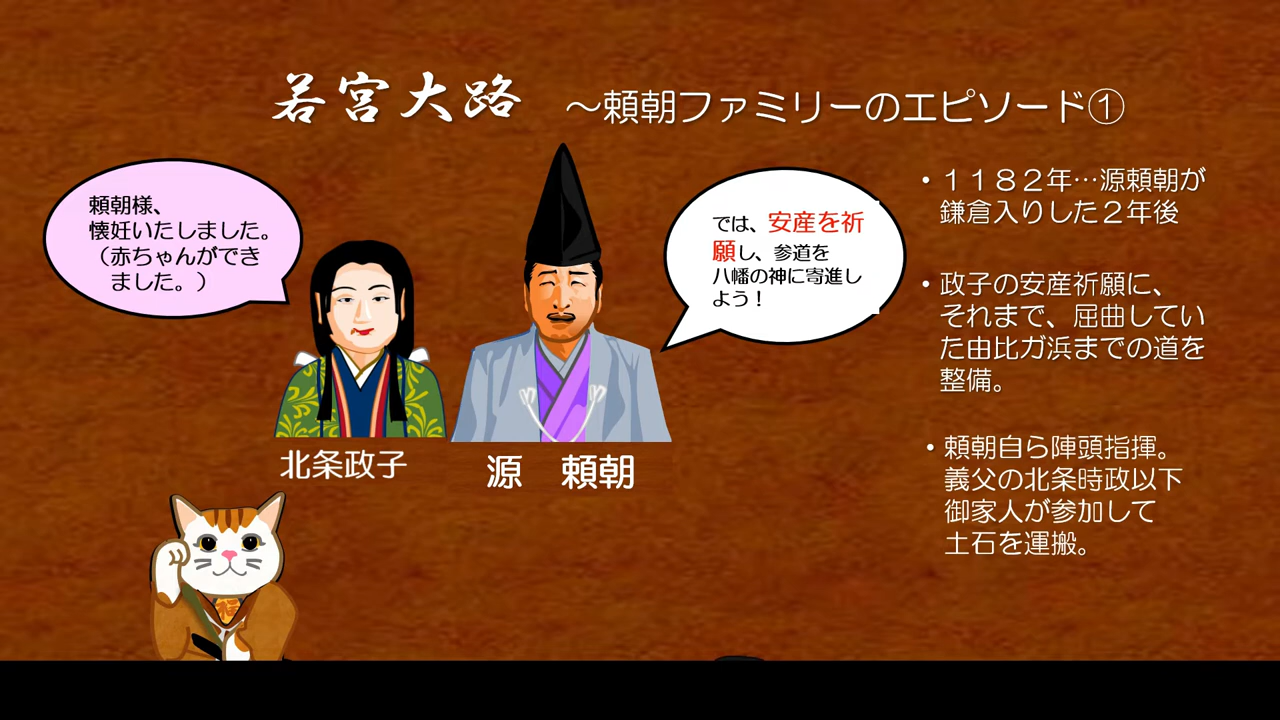 若宮大路 ～頼朝ファミリーのエピソード①
頼朝様、
懐妊いたしました。
（赤ちゃんができ
ました。）
では、安産を祈
願し、参道を
八幡の神に寄進し
よう！
北条政子
源 頼朝
・１１８２年…源頼朝が
鎌倉入りした２年後
・政子の安産祈願に、
それまで、屈曲してい
た由比ガ浜までの道を
整備。
・頼朝自ら陣頭指揮。
義父の北条時政以下
御家人が参加して
土石を運搬。